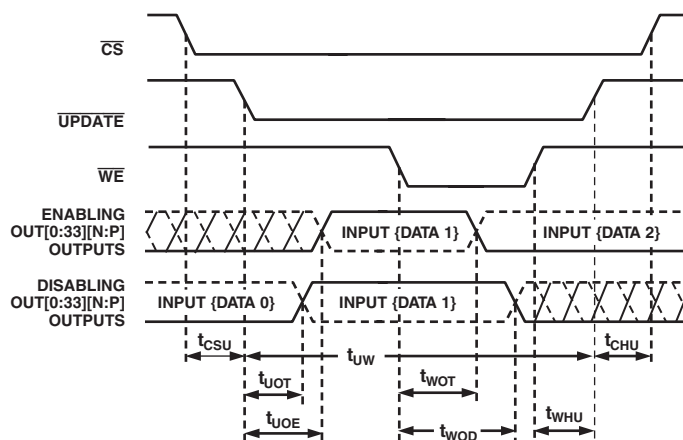 CS
UPDATE
WE
ENABLING
OUT[0:33][N:P]
OUTPUTS
INPUT {DATA 1}
INPUT {DATA 2}
DISABLING
OUT[0:33][N:P]
OUTPUTS
INPUT {DATA 0}
INPUT {DATA 1}
tCSU
tUW
tCHU
tUOT
tWOT
tUOE
tWOD
tWHU